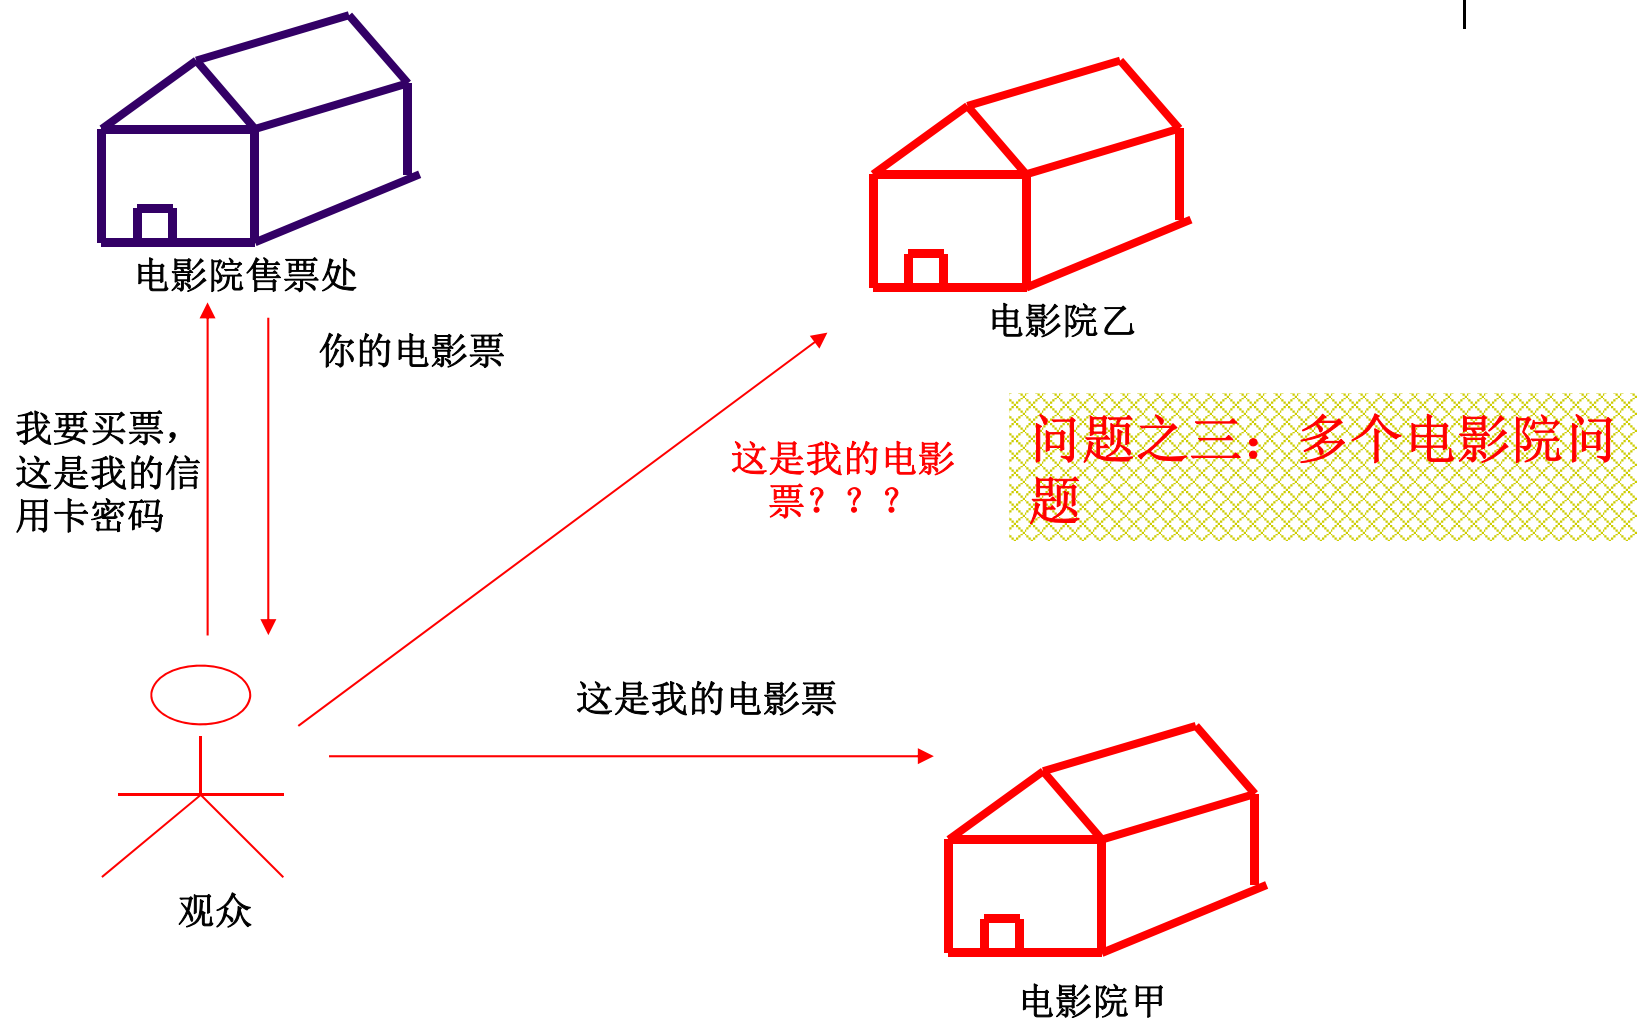 电影院售票处
你的电影票
我要买票，
这是我的信
用卡密码
电影院乙
这是我的电影
票？？？
问题之三：多个电影院问
题
这是我的电影票
观众
电影院甲